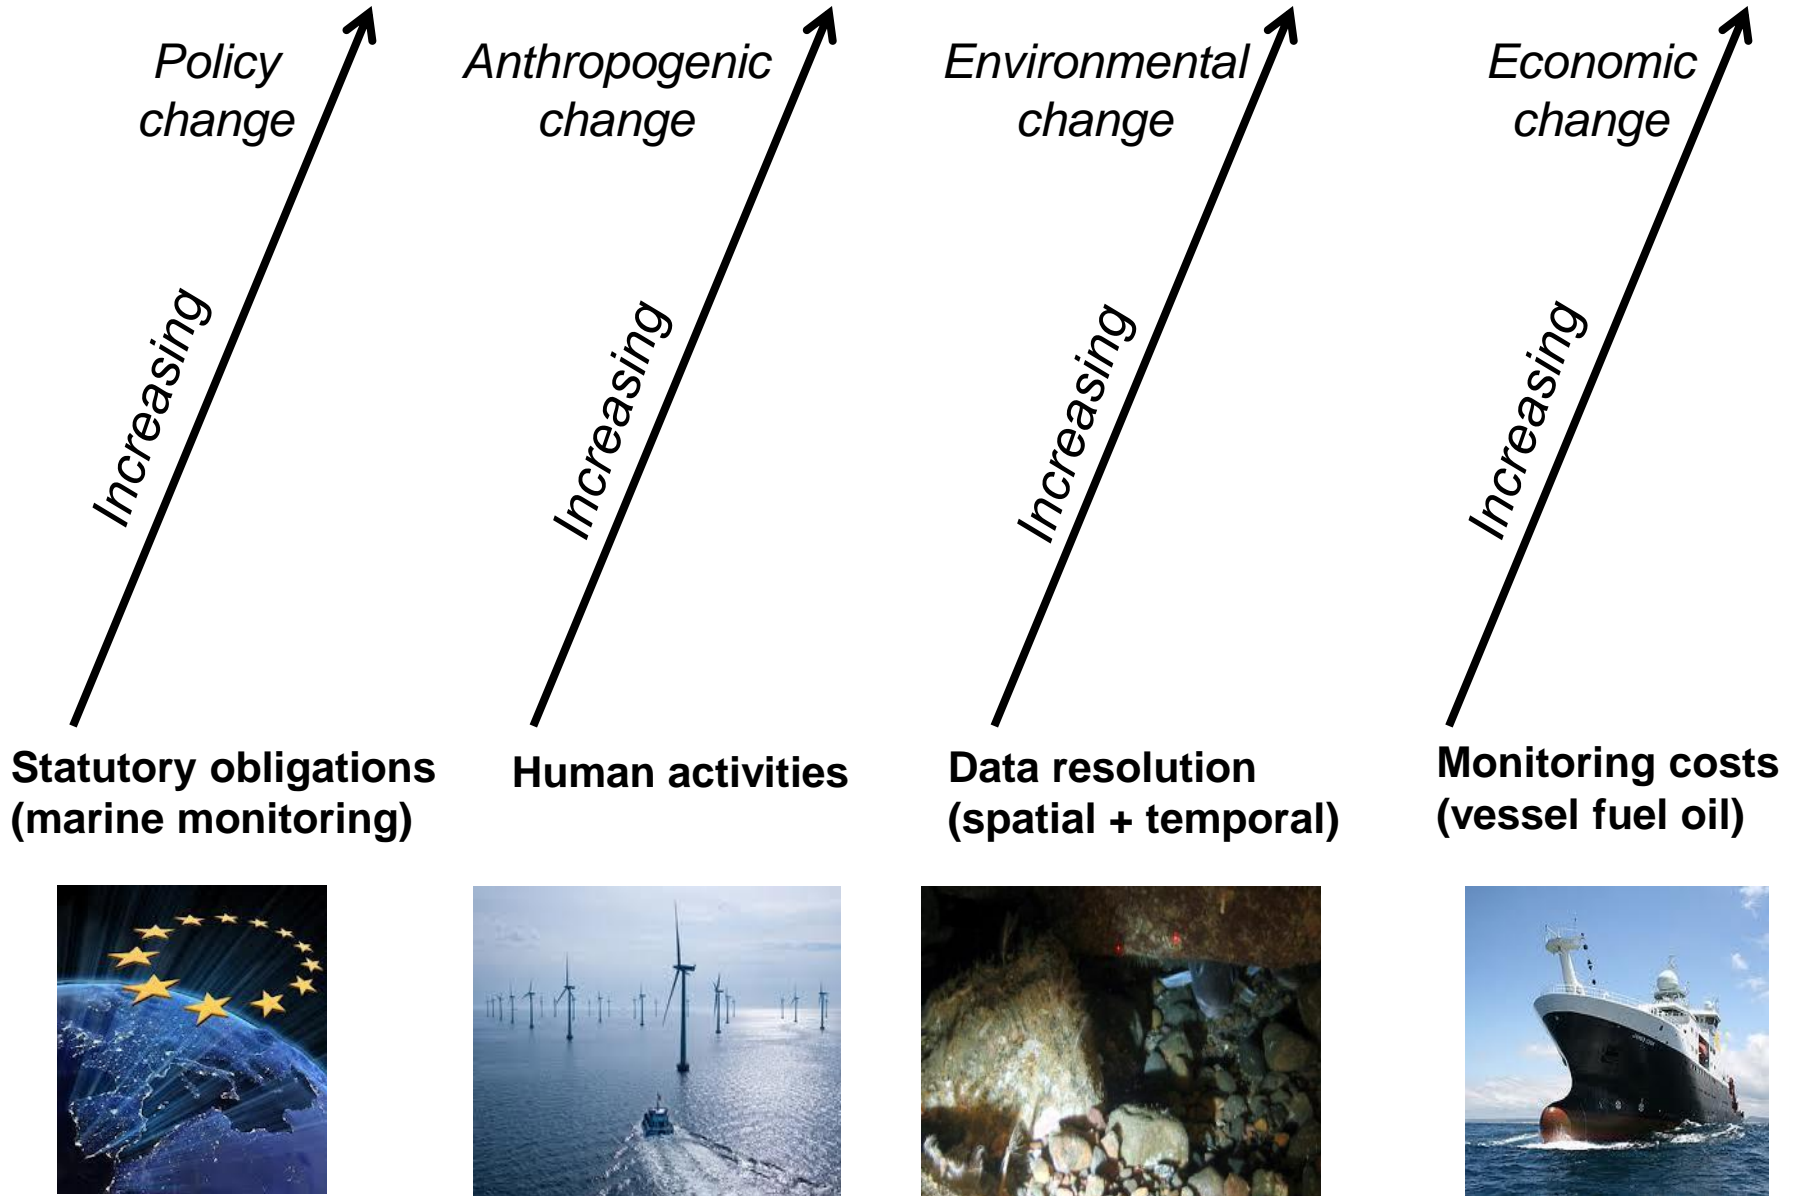 Policy
change
Anthropogenic
change
Environmental
change
Economic
change
Increasing
Increasing
Increasing
Increasing
Statutory obligations
(marine monitoring)
Human activities
Data resolution
(spatial + temporal)
Monitoring costs
(vessel fuel oil)